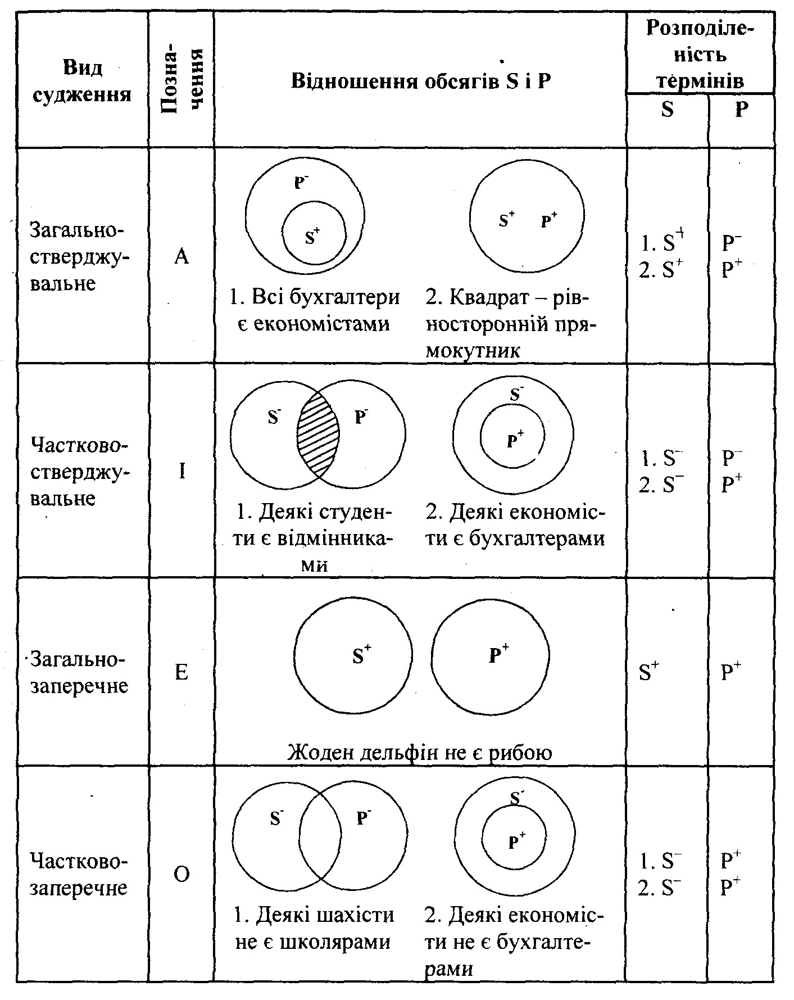 Вид
судження
Позна-
чення
Відношення обсягів S і P
Розподіле-
ність
термінів
S
P
Загально-
стверджу-
вальне
A
P⁻
S⁺
S⁺ P⁺
1. Всі бухгалтери
є економістами
2. Квадрат – рів-
носторонній пря-
мокутник
1. S⁺
2. S⁺
P⁻
P⁺
Частково-
стверджу-
вальне
I
S⁻ P⁻
S⁻
P⁺
1. Деякі студен-
ти є відмінника-
ми
2. Деякі економіс-
ти є бухгалтерами
1. S⁻
2. S⁻
P⁻
P⁺
Загально-
заперечне
E
S⁺ P⁺
Жоден дельфін не є рибою
S⁺
P⁺
Частково-
заперечне
O
S⁻ P⁻
S⁻
P⁺
1. Деякі шахісти
не є школярами
2. Деякі економіс-
ти не є бухгалте-
рами
1. S⁻
2. S⁻
P⁺
P⁺